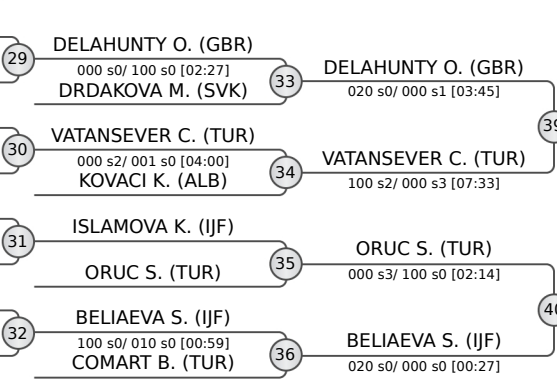 DELAHUNTY O. (GBR)
29
000 s0/ 100 s0 [02:27]
DRDAKOVA M. (SVK)
33
DELAHUNTY O. (GBR)
020 s0/ 000 s1 [03:45]
39
VATANSEVER C. (TUR)
30
000 s2/ 001 s0 [04:00]
KOVACI K. (ALB)
34
VATANSEVER C. (TUR)
100 s2/ 000 s3 [07:33]
ISLAMOVA K. (IJF)
31
ORUC S. (TUR)
35
ORUC S. (TUR)
000 s3/ 100 s0 [02:14]
40
BELIAEVA S. (IJF)
32
100 s0/ 010 s0 [00:59]
COMART B. (TUR)
36
BELIAEVA S. (IJF)
020 s0/ 000 s0 [00:27]